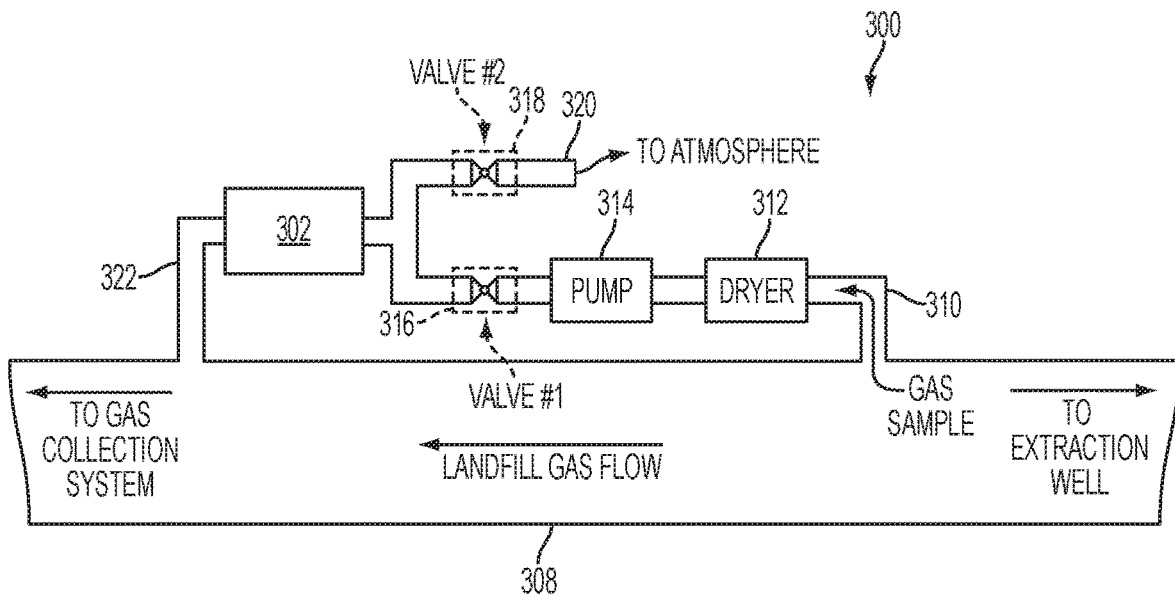 300
VALVE #2
318
320
TO ATMOSPHERE
314
312
302
322
PUMP
DRYER
310
316
VALVE #1
GAS
SAMPLE
TO GAS
COLLECTION
SYSTEM
LANDFILL GAS FLOW
TO
EXTRACTION
WELL
308